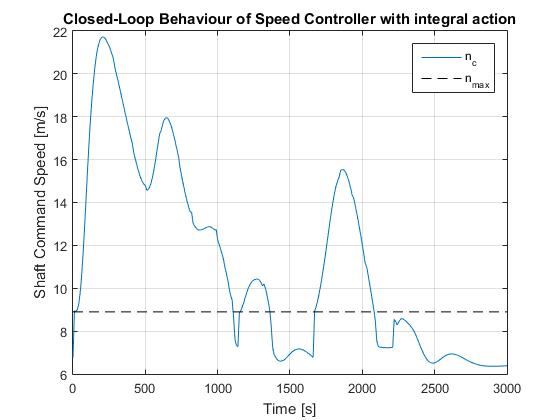 Closed-Loop Behaviour of Speed Controller with integral action
22
20
18
16
14
12
10
8
6
Shaft Command Speed [m/s]
n_c
n_max
0 500 1000 1500 2000 2500 3000
Time [s]